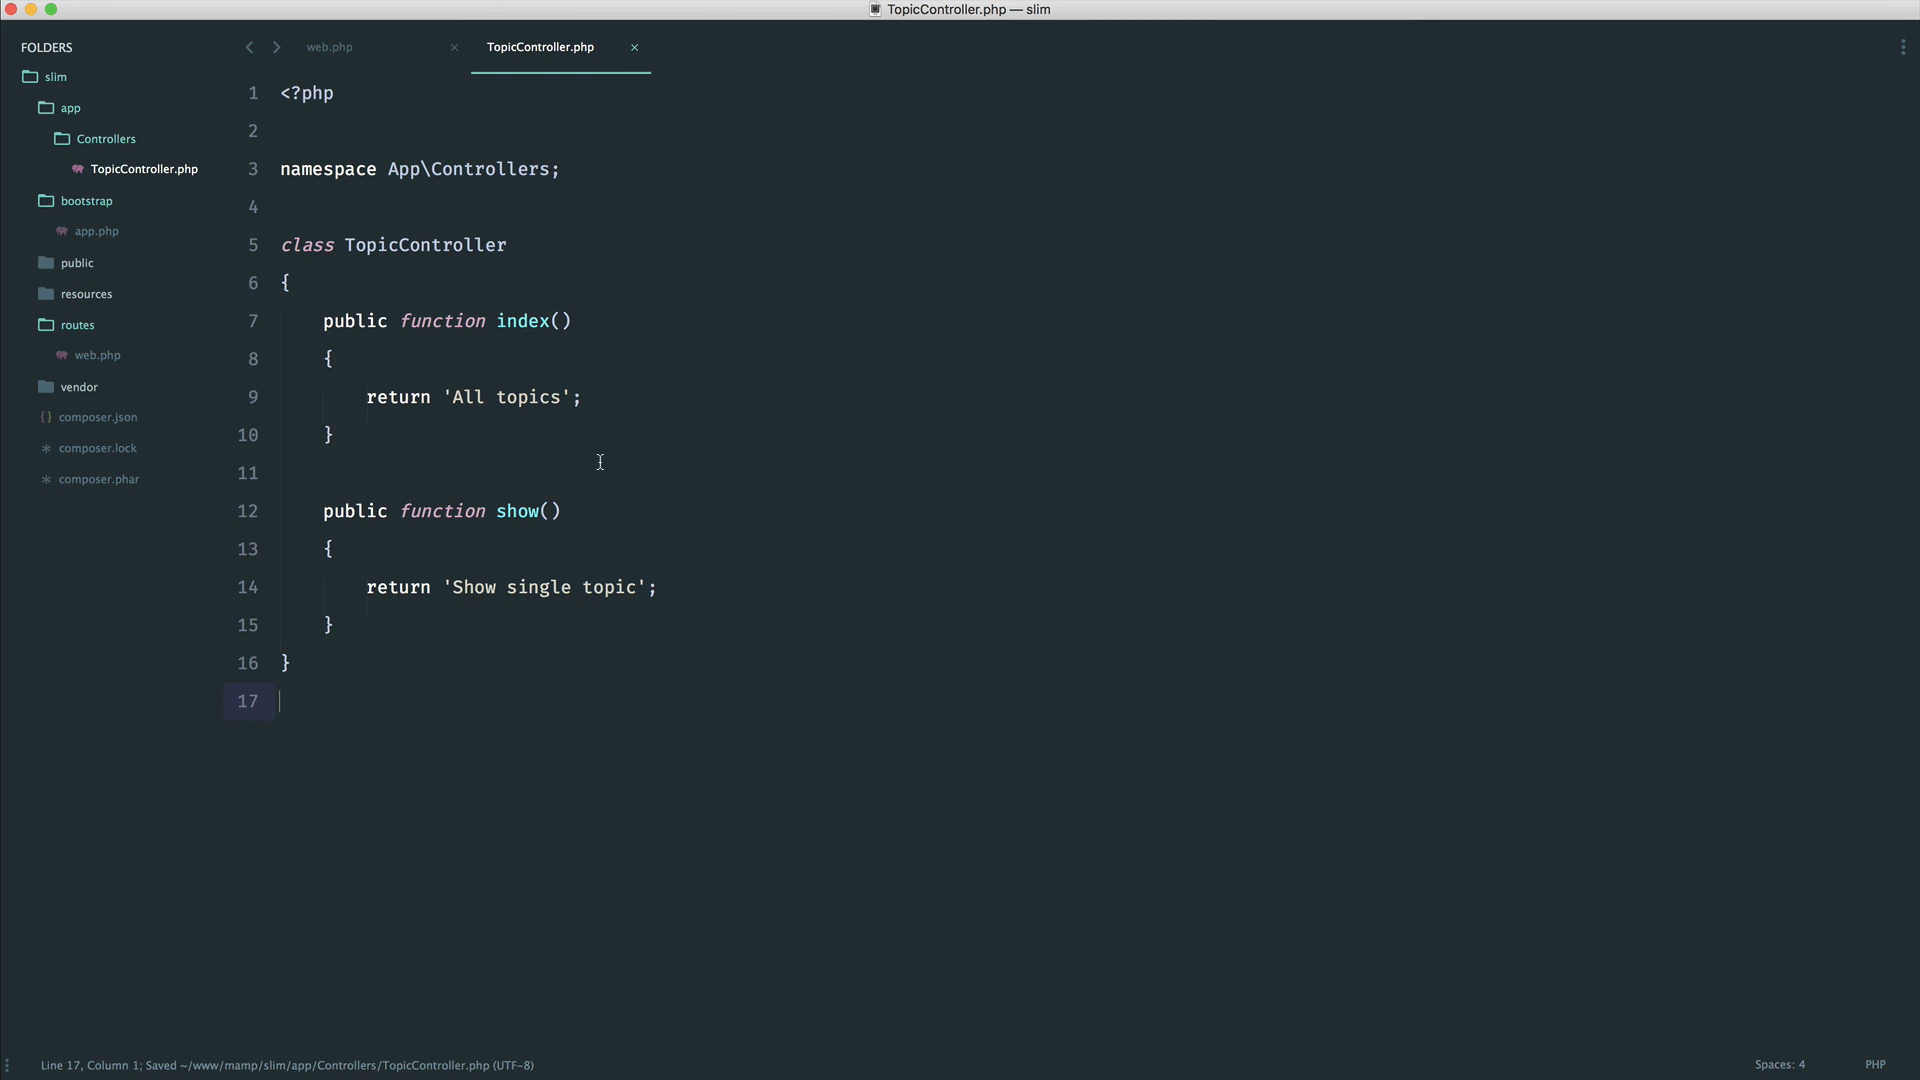 TopicController.php — slim
FOLDERS
slim
app
Controllers
TopicController.php
bootstrap
app.php
public
resources
routes
web.php
vendor
composer.json
composer.lock
composer.phar
web.php
TopicController.php
1 <?php
2
3 namespace App\Controllers;
4
5 class TopicController
6 {
7 public function index()
8 {
9 return 'All topics';
10 }
11
12 public function show()
13 {
14 return 'Show single topic';
15 }
16 }
17
Line 17, Column 1; Saved ~/www/mamp/slim/app/Controllers/TopicController.php (UTF-8)
Spaces: 4
PHP